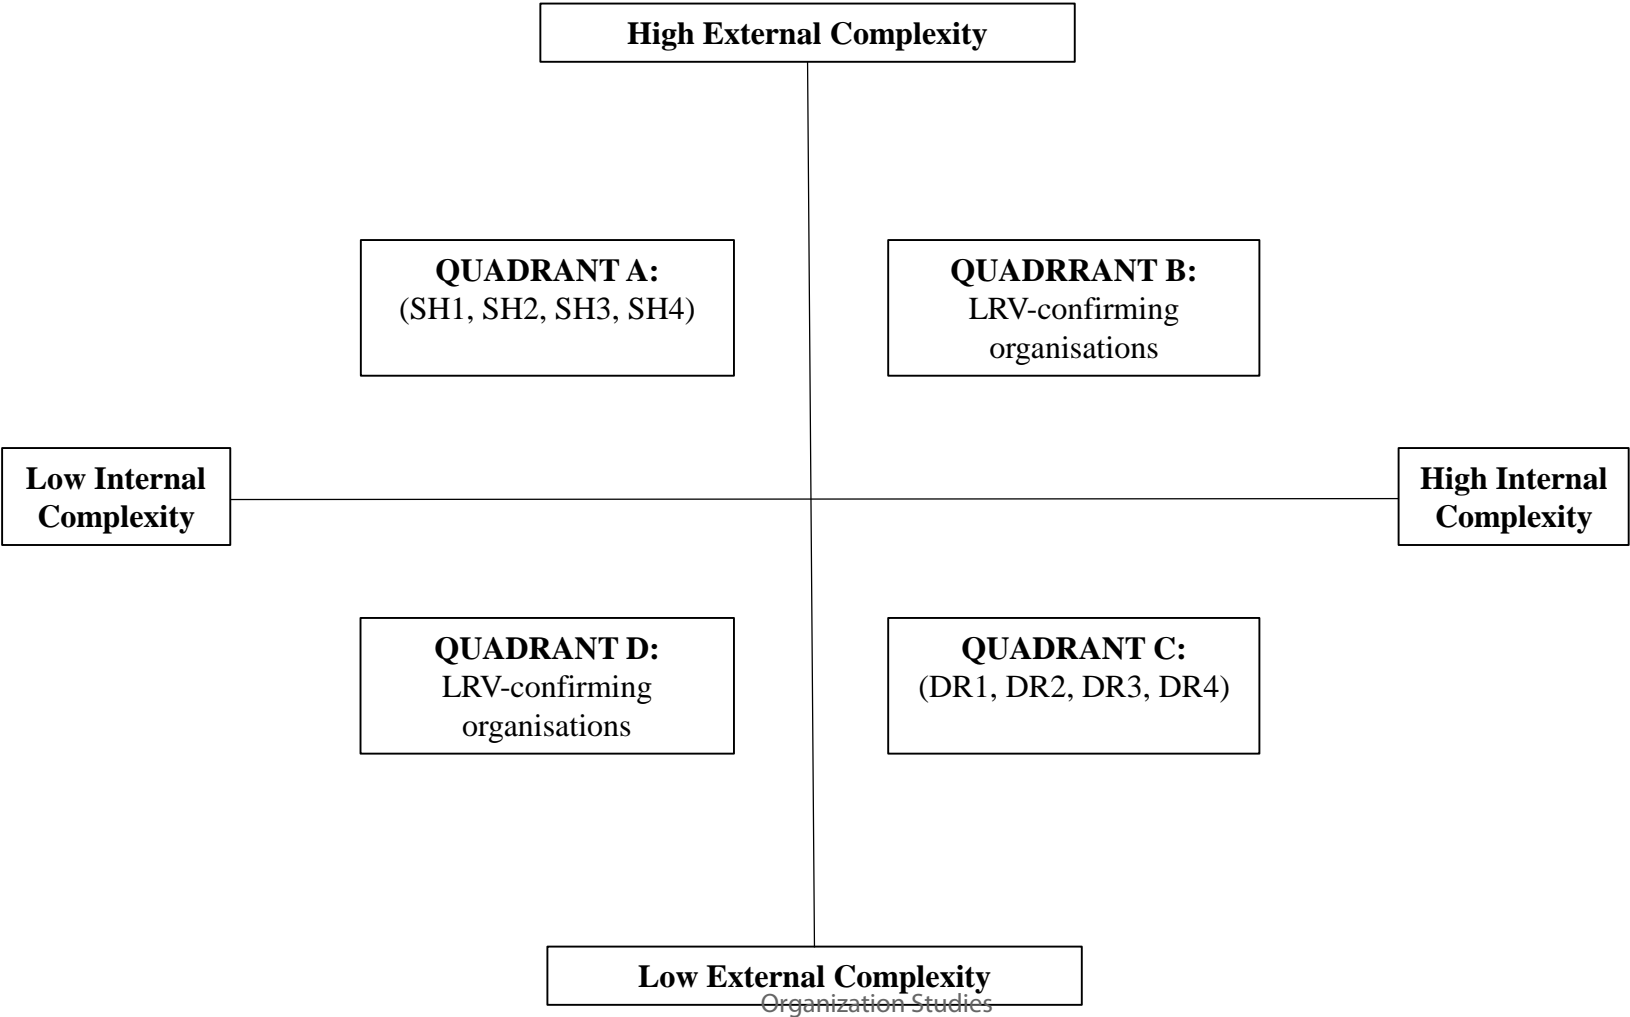 High External Complexity
QUADRANT A:
(SH1, SH2, SH3, SH4)
QUADRRANT B:
LRV-confirming
organisations
Low Internal
Complexity
High Internal
Complexity
QUADRANT D:
LRV-confirming
organisations
QUADRANT C:
(DR1, DR2, DR3, DR4)
Low External Complexity
Organization Studies